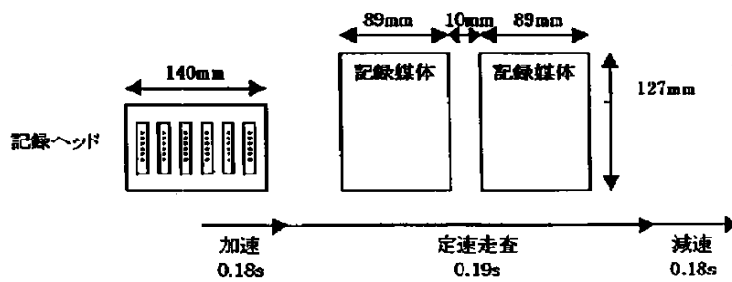 89mm 10mm 89mm
140mm
記録媒体 記録媒体
127mm
記録ヘッド
加速 定速走査 減速
0.18s 0.19s 0.18s